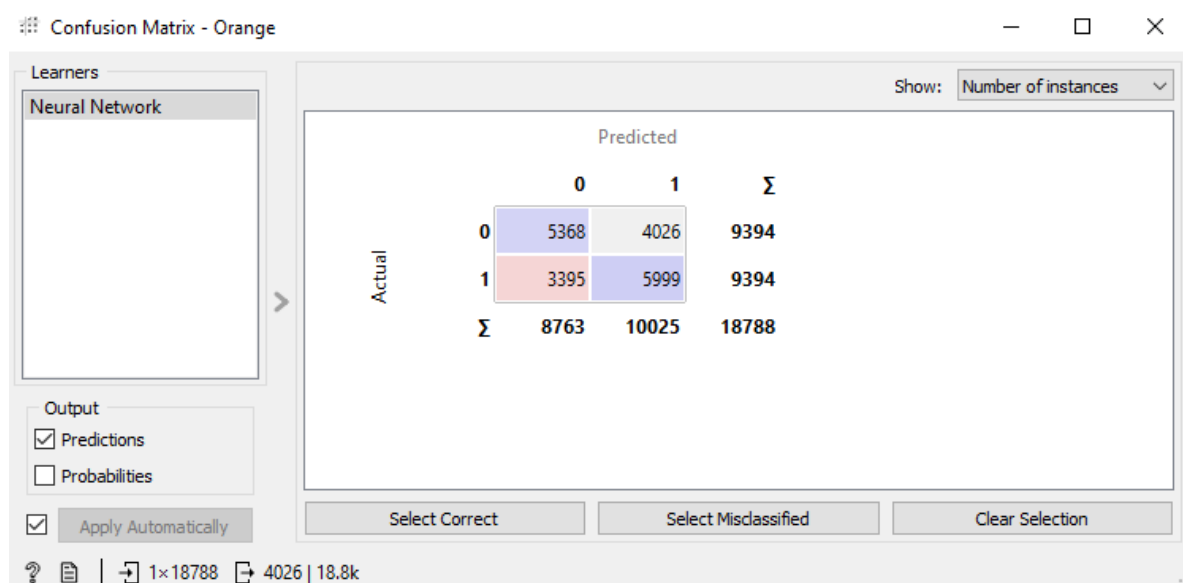 Confusion Matrix - Orange
Learners
Neural Network
Show: Number of instances
Predicted
0 1 Σ
Actual
0 5368 4026 9394
1 3395 5999 9394
Σ 8763 10025 18788
Output
Predictions
Probabilities
Apply Automatically
Select Correct Select Misclassified Clear Selection
? 1×18788 4026 | 18.8k